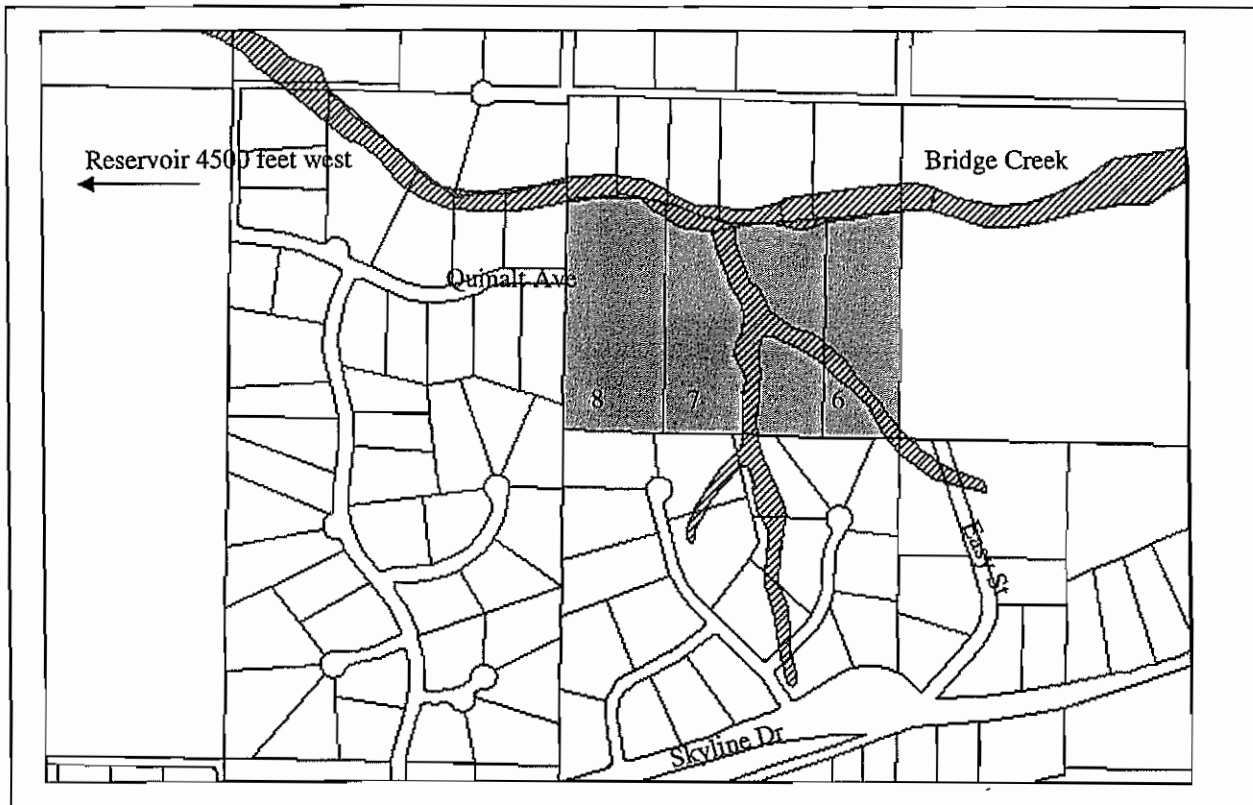 Reservoir 4500 feet west
Bridge Creek
Quinalt Ave
8
7
6
East St
Skyline Dr